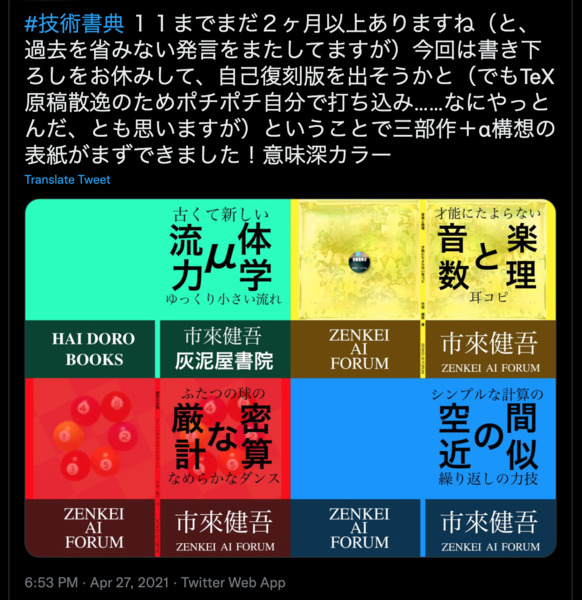 #技術書典 １１までまだ２ヶ月以上ありますね（と、
過去を省みない発言をまたしてますが）今回は書き下
ろしをお休みして、自己復刻版を出そうかと（でもTeX
原稿散逸のためポチポチ自分で打ち込み……なにやっと
んだ、とも思いますが）ということで三部作＋α構想の
表紙がまずできました！意味深カラー
Translate Tweet
古くて新しい
流μ体
力 学
ゆっくり小さい流れ
HAI DORO
BOOKS
市來健吾
灰泥屋書院
才能にたよらない
音と楽
数 理
耳コピ
ZENKEI
AI
FORUM
市來健吾
ZENKEI AI FORUM
ふたつの球の
厳な密
計 算
なめらかなダンス
ZENKEI
AI
FORUM
市來健吾
ZENKEI AI FORUM
シンプルな計算の
空の間
近 似
繰り返しの力技
ZENKEI
AI
FORUM
市來健吾
ZENKEI AI FORUM
6:53 PM · Apr 27, 2021 · Twitter Web App